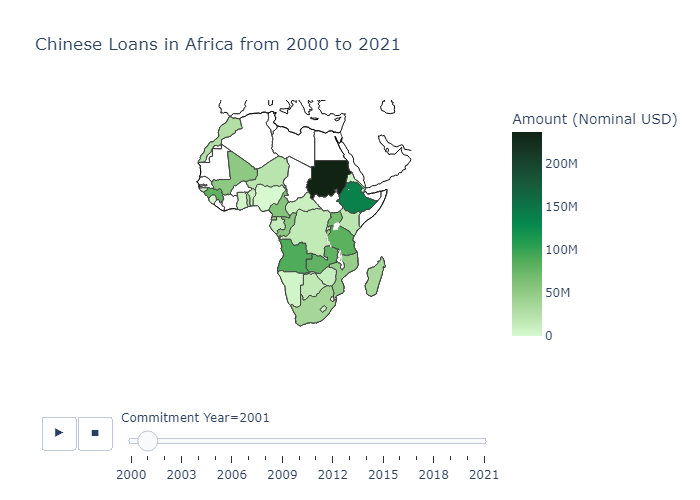 Chinese Loans in Africa from 2000 to 2021
Amount (Nominal USD)
200M
150M
100M
50M
0
Commitment Year=2001
2000 2003 2006 2009 2012 2015 2018 2021